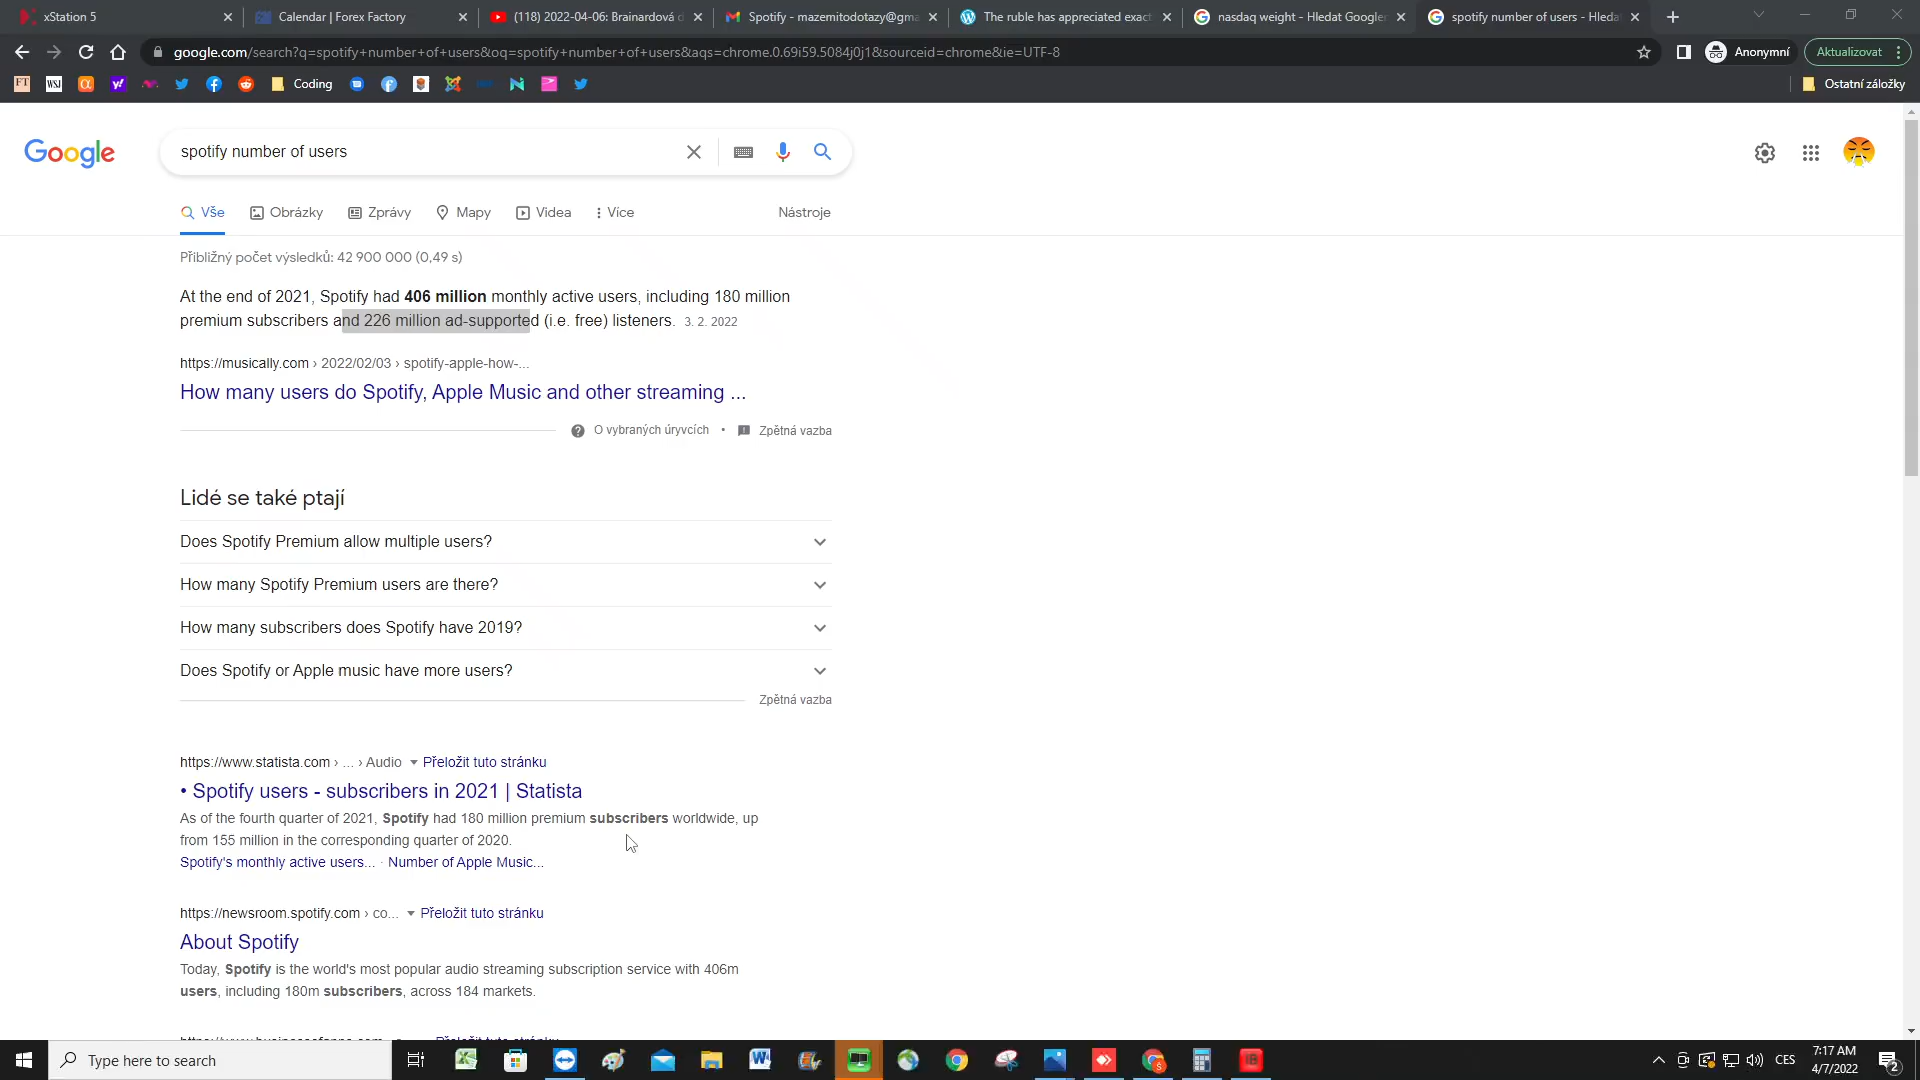 xStation 5
Calendar | Forex Factory
(118) 2022-04-06: Brainardová d
Spotify - mazemitodotazy@gma
The ruble has appreciated exact
nasdaq weight - Hledat Googlem
spotify number of users - Hleda
google.com/search?q=spotify+number+of+users&oq=spotify+number+of+users&aqs=chrome.0.69i59.5084j0j1&sourceid=chrome&ie=UTF-8
Anonymní
Aktualizovat
FT
WSJ
Coding
Ostatní záložky
Google
spotify number of users
Vše
Obrázky
Zprávy
Mapy
Videa
Více
Nástroje
Přibližný počet výsledků: 42 900 000 (0,49 s)
At the end of 2021, Spotify had 406 million monthly active users, including 180 million
premium subscribers and 226 million ad-supported (i.e. free) listeners. 3. 2. 2022
https://musically.com › 2022/02/03 › spotify-apple-how-...
How many users do Spotify, Apple Music and other streaming ...
O vybraných úryvcích • Zpětná vazba
Lidé se také ptají
Does Spotify Premium allow multiple users?
How many Spotify Premium users are there?
How many subscribers does Spotify have 2019?
Does Spotify or Apple music have more users?
Zpětná vazba
https://www.statista.com › ... › Audio Přeložit tuto stránku
• Spotify users - subscribers in 2021 | Statista
As of the fourth quarter of 2021, Spotify had 180 million premium subscribers worldwide, up
from 155 million in the corresponding quarter of 2020.
Spotify's monthly active users... · Number of Apple Music...
https://newsroom.spotify.com › co... Přeložit tuto stránku
About Spotify
Today, Spotify is the world's most popular audio streaming subscription service with 406m
users, including 180m subscribers, across 184 markets.
Type here to search
CES
7:17 AM
4/7/2022
2